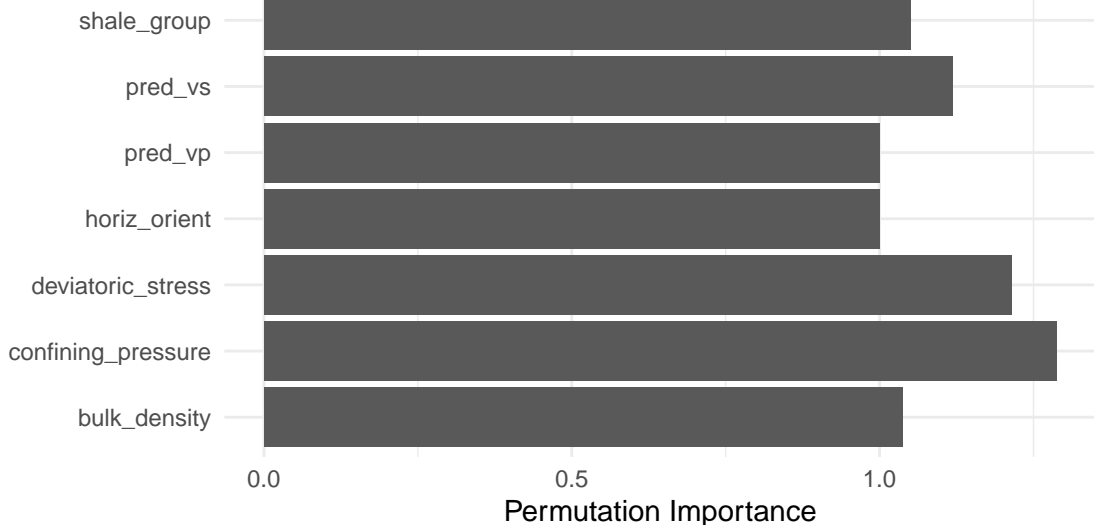 shale_group
pred_vs
pred_vp
horiz_orient
deviatoric_stress
confining_pressure
bulk_density
0.0 0.5 1.0
Permutation Importance